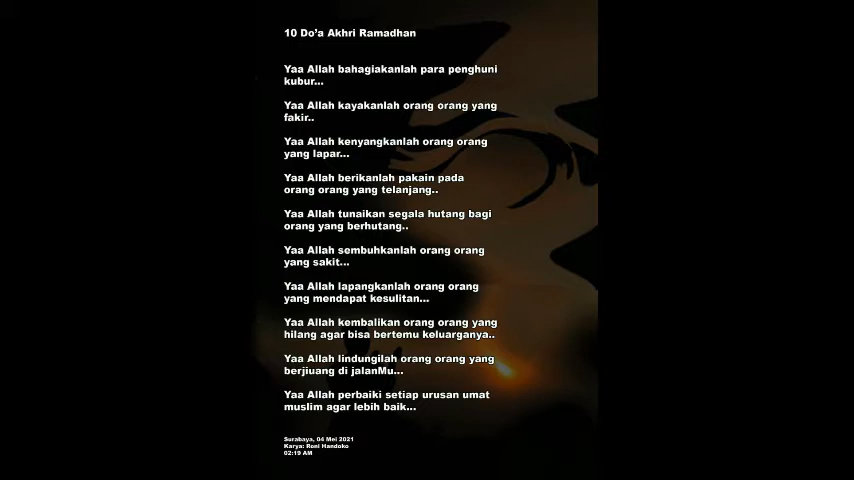 10 Do'a Akhri Ramadhan
Yaa Allah bahagiakanlah para penghuni
kubur...
Yaa Allah kayakanlah orang orang yang
fakir..
Yaa Allah kenyangkanlah orang orang
yang lapar...
Yaa Allah berikanlah pakain pada
orang orang yang telanjang..
Yaa Allah tunaikan segala hutang bagi
orang yang berhutang..
Yaa Allah sembuhkanlah orang orang
yang sakit...
Yaa Allah lapangkanlah orang orang
yang mendapat kesulitan...
Yaa Allah kembalikan orang orang yang
hilang agar bisa bertemu keluarganya..
Yaa Allah lindungilah orang orang yang
berjiuang di jalanMu...
Yaa Allah perbaiki setiap urusan umat
muslim agar lebih baik...
Surabaya, 04 Mei 2021
Karya: Roni Handoko
02:19 AM